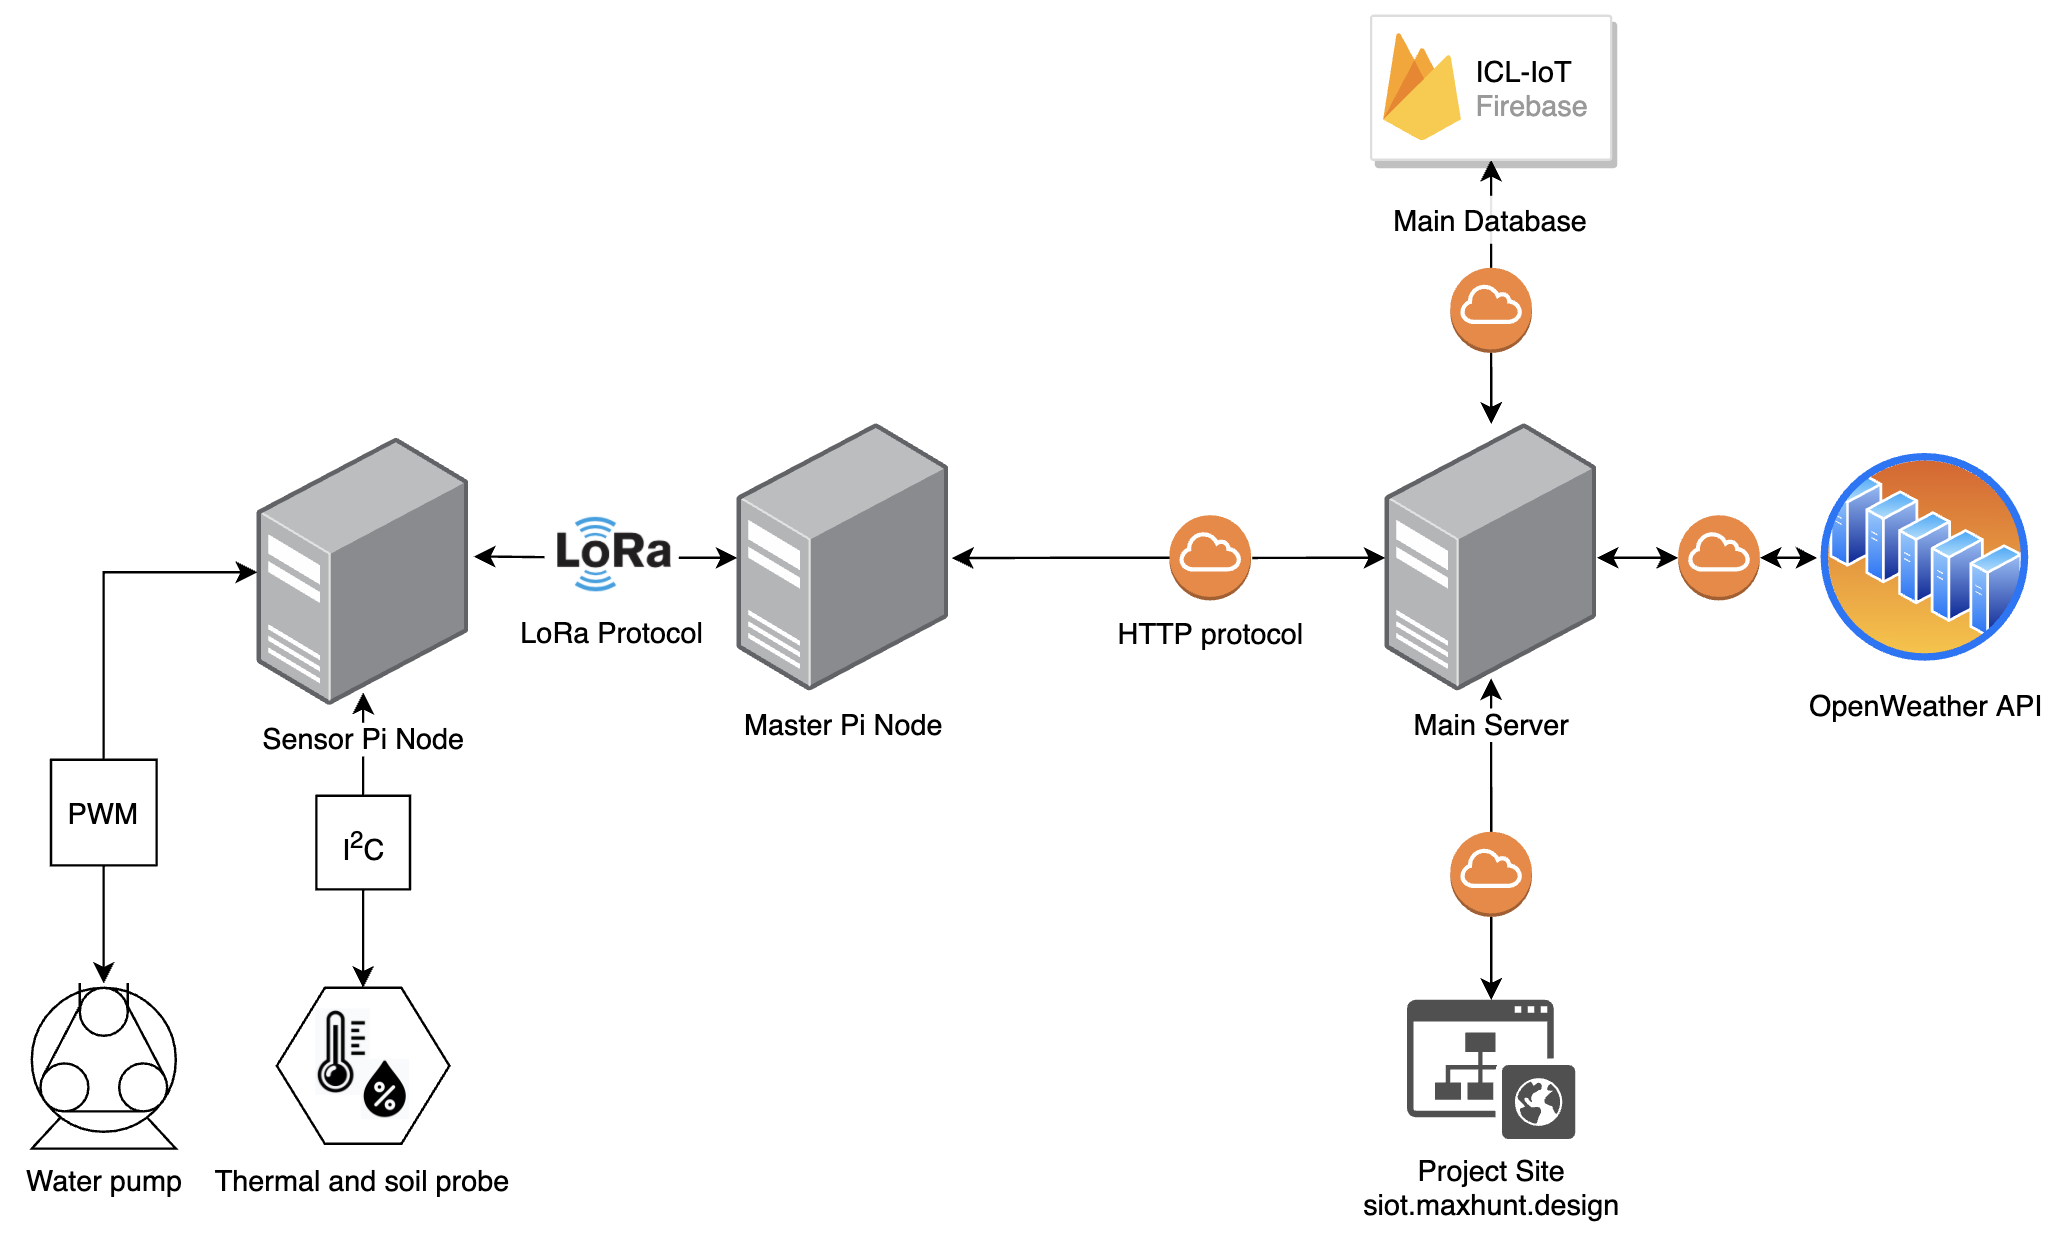 ICL-IoT
Firebase
Main Database
LoRa
LoRa Protocol
HTTP protocol
Sensor Pi Node
Master Pi Node
Main Server
OpenWeather API
PWM
I²C
%
Water pump
Thermal and soil probe
Project Site
siot.maxhunt.design